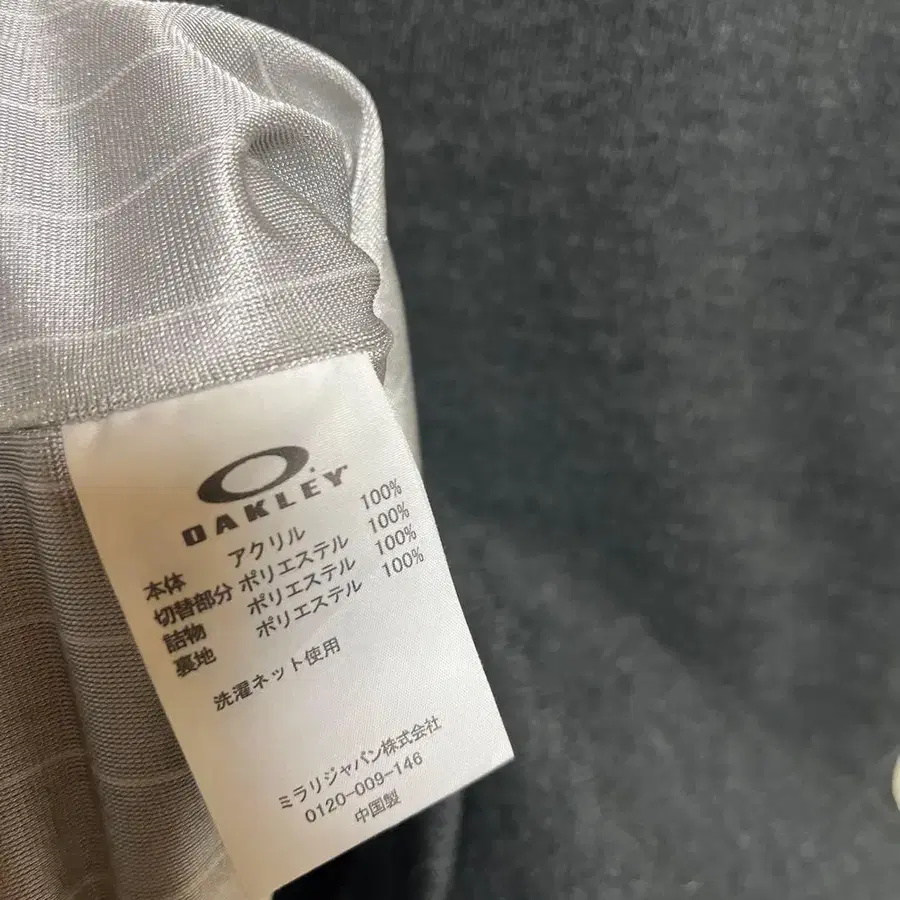 OAKLEY
本体 アクリル 100%
切替部分 ポリエステル 100%
詰物 ポリエステル 100%
裏地 ポリエステル 100%
洗濯ネット使用
ミラリジャパン株式会社
0120-009-146
中国製